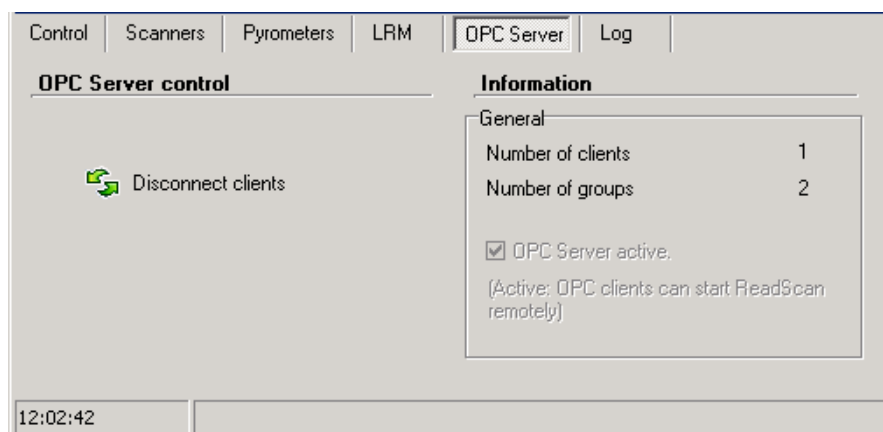 Control Scanners Pyrometers LRM OPC Server Log
OPC Server control
Disconnect clients
Information
General
Number of clients 1
Number of groups 2
OPC Server active.
(Active: OPC clients can start ReadScan
remotely)
12:02:42